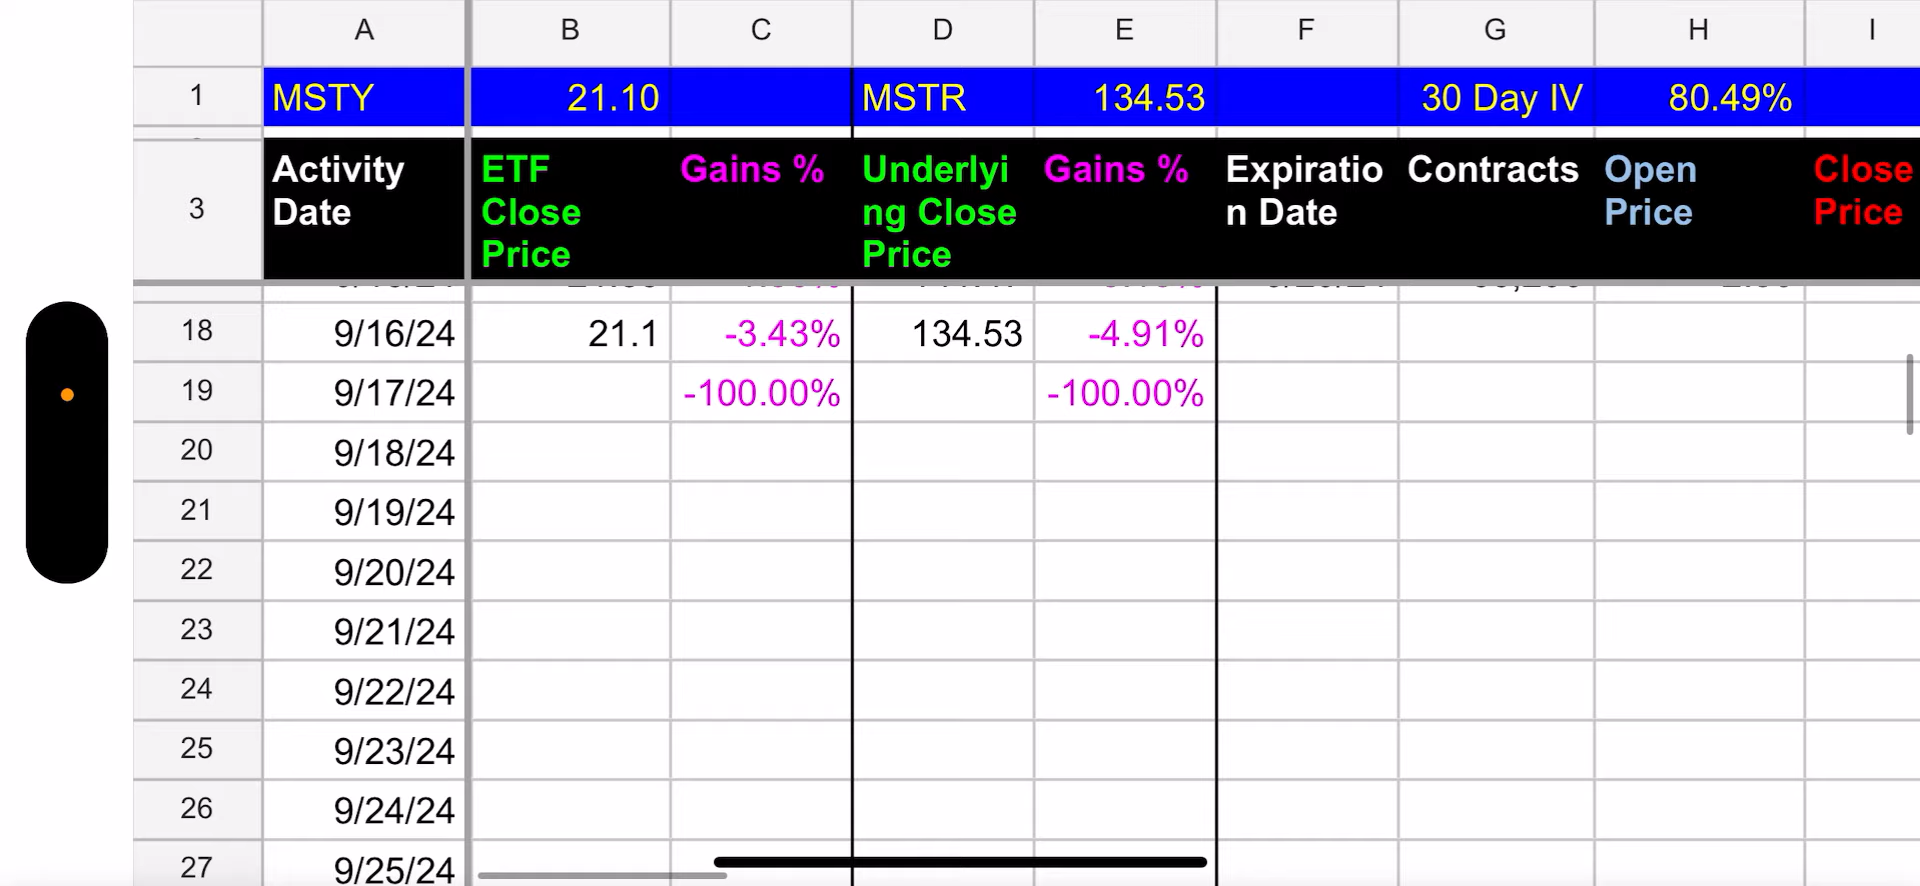 A B C D E F G H I
1 MSTY 21.10 MSTR 134.53 30 Day IV 80.49%
3 Activity Date ETF Close Price Gains % Underlyi ng Close Price Gains % Expiratio n Date Contracts Open Price Close Price
18 9/16/24 21.1 -3.43% 134.53 -4.91%
19 9/17/24 -100.00% -100.00%
20 9/18/24
21 9/19/24
22 9/20/24
23 9/21/24
24 9/22/24
25 9/23/24
26 9/24/24
27 9/25/24